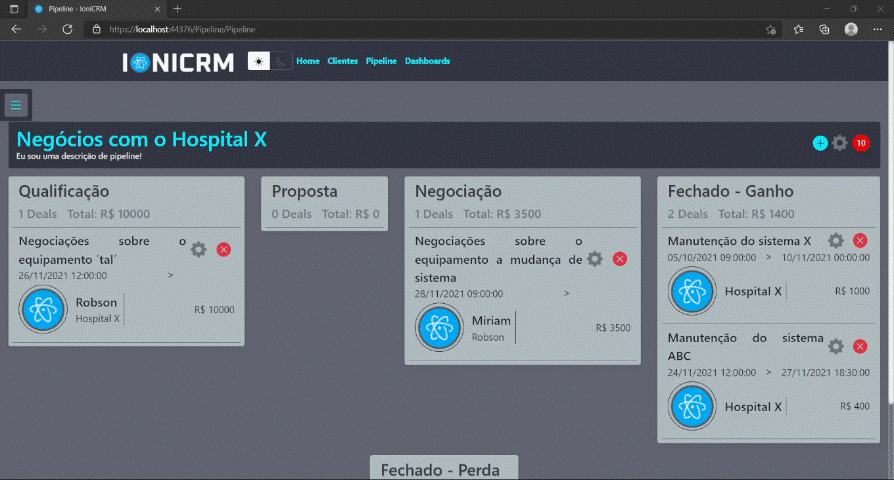 Pipeline - IoniCRM
https://localhost:44376/Pipeline/Pipeline
IONICRM
Home Clientes Pipeline Dashboards
Negócios com o Hospital X
Eu sou uma descrição de pipeline!
10
Qualificação
1 Deals Total: R$ 10000
Negociações sobre o
equipamento ´tal´
26/11/2021 12:00:00 >
Robson
Hospital X
R$ 10000
Proposta
0 Deals Total: R$ 0
Negociação
1 Deals Total: R$ 3500
Negociações sobre o
equipamento a mudança de
sistema
28/11/2021 09:00:00 >
Miriam
Robson
R$ 3500
Fechado - Ganho
2 Deals Total: R$ 1400
Manutenção do sistema X
05/10/2021 09:00:00 > 10/11/2021 00:00:00
Hospital X
R$ 1000
Manutenção do sistema
ABC
24/11/2021 12:00:00 > 27/11/2021 18:30:00
Hospital X
R$ 400
Fechado - Perda